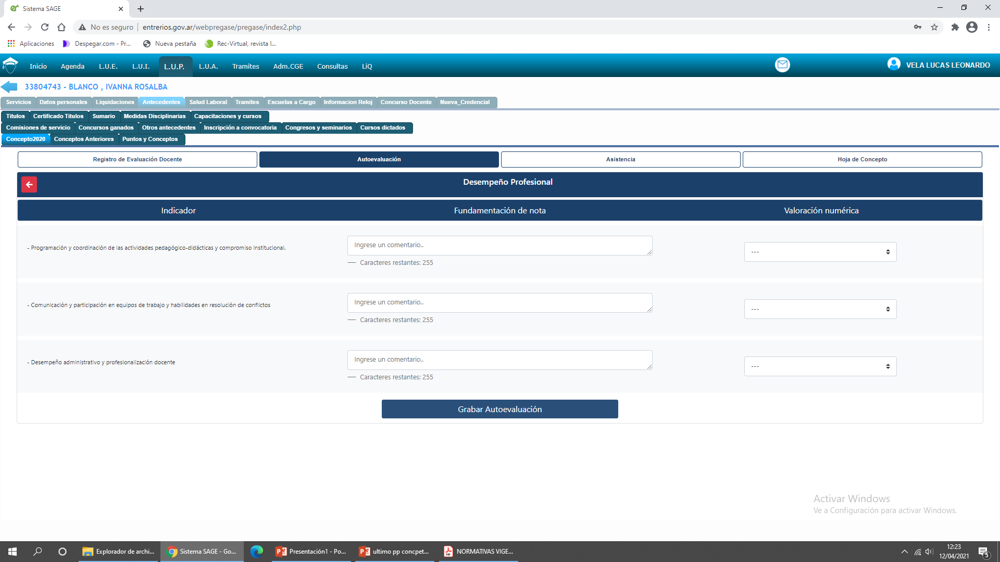 Sistema SAGE
No es seguro entrerios.gov.ar/webpregase/pregase/index2.php
Aplicaciones Despegar.com - Pr... Nueva pestaña Rec-Virtual, revista l...
Inicio Agenda L.U.E. L.U.I. L.U.P. L.U.A. Tramites Adm.CGE Consultas LiQ VELA LUCAS LEONARDO
33804743 - BLANCO , IVANNA ROSALBA
Servicios Datos personales Liquidaciones Antecedentes Salud Laboral Tramites Escuelas a Cargo Informacion Reloj Concurso Docente Nueva_Credencial
Titulos Certificado Titulos Sumario Medidas Disciplinarias Capacitaciones y cursos
Comisiones de servicio Concursos ganados Otros antecedentes Inscripción a convocatoria Congresos y seminarios Cursos dictados
Concepto2020 Conceptos Anteriores Puntos y Conceptos
Registro de Evaluación Docente Autoevaluación Asistencia Hoja de Concepto
Desempeño Profesional
Indicador Fundamentación de nota Valoración numérica
- Programación y coordinación de las actividades pedagógico-didácticas y compromiso institucional. Ingrese un comentario.. ---
Caracteres restantes: 255
- Comunicación y participación en equipos de trabajo y habilidades en resolución de conflictos Ingrese un comentario.. ---
Caracteres restantes: 255
- Desempeño administrativo y profesionalización docente Ingrese un comentario.. ---
Caracteres restantes: 255
Grabar Autoevaluación
Activar Windows
Ve a Configuración para activar Windows.
Explorador de archi... Sistema SAGE - Go... Presentación1 - Po... ultimo pp concpet... NORMATIVAS VIGE... 12:23
12/04/2021 5